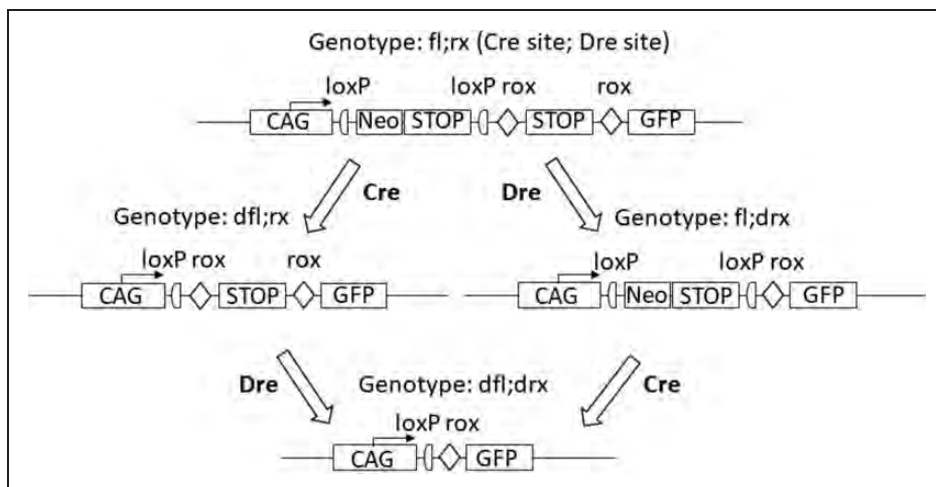 Genotype: fl;rx (Cre site; Dre site)
loxP loxP rox rox
CAG Neo STOP STOP GFP
Cre Dre
Genotype: dfl;rx
loxP rox rox
CAG STOP GFP
Genotype: fl;drx
loxP loxP rox
CAG Neo STOP GFP
Dre Genotype: dfl;drx Cre
loxP rox
CAG GFP